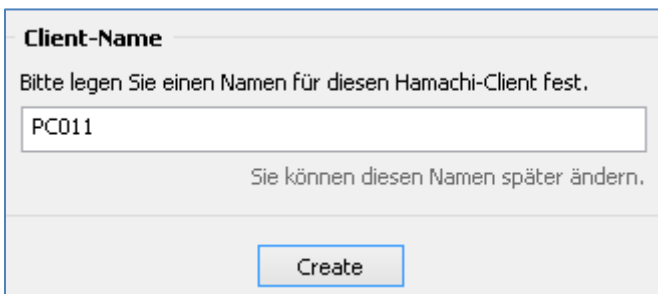 Client-Name
Bitte legen Sie einen Namen für diesen Hamachi-Client fest.
PC011
Sie können diesen Namen später ändern.
Create